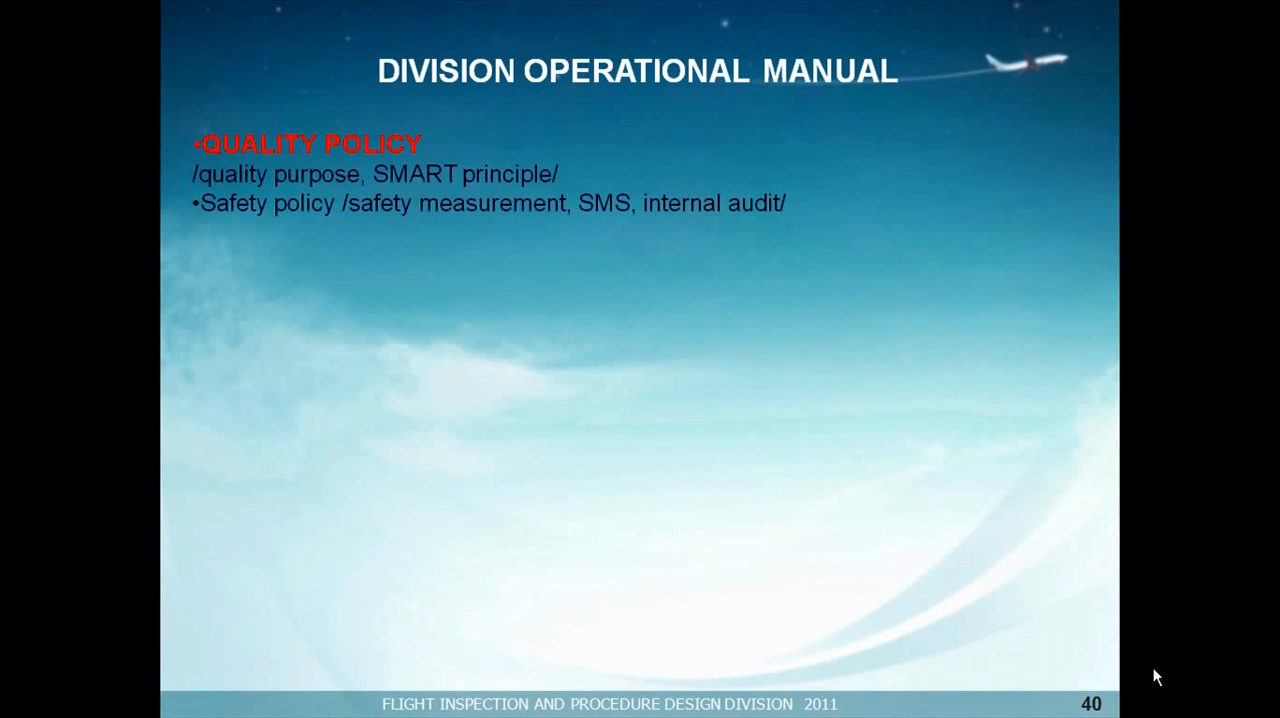 DIVISION OPERATIONAL MANUAL
•QUALITY POLICY
/quality purpose, SMART principle/
•Safety policy /safety measurement, SMS, internal audit/
FLIGHT INSPECTION AND PROCEDURE DESIGN DIVISION 2011
40